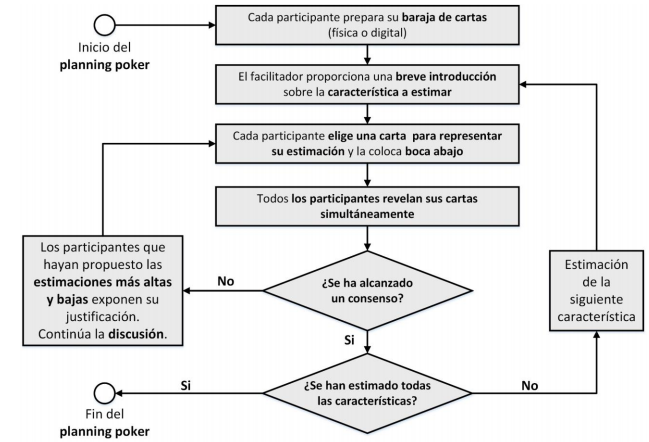 Cada participante prepara su baraja de cartas
(física o digital)
Inicio del
planning poker
El facilitador proporciona una breve introducción
sobre la característica a estimar
Cada participante elige una carta para representar
su estimación y la coloca boca abajo
Todos los participantes revelan sus cartas
simultáneamente
Los participantes que
hayan propuesto las
estimaciones más altas
y bajas exponen su
justificación.
Continúa la discusión.
No
¿Se ha alcanzado
un consenso?
Estimación
de la
siguiente
característica
Si
¿Se han estimado todas
las características?
Si
No
Fin del
planning poker